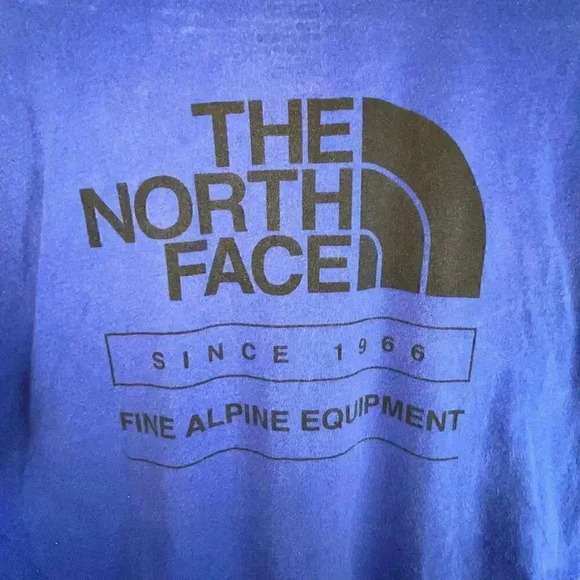 THE
NORTH
FACE
SINCE 1966
FINE ALPINE EQUIPMENT